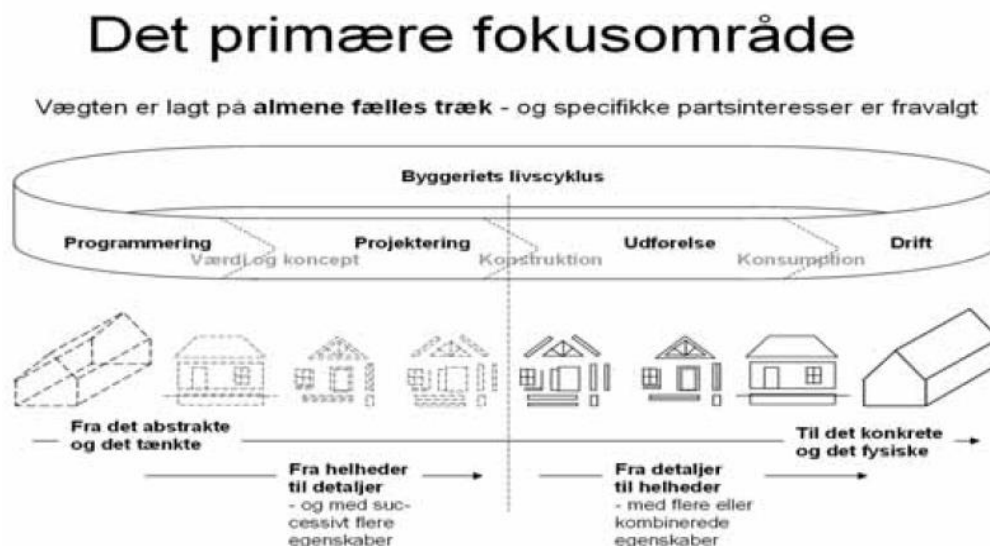 Det primære fokusområde
Vægten er lagt på almene fælles træk - og specifikke partsinteresser er fravalgt
Byggeriets livscyklus
Programmering
Projektering
Udførelse
Drift
Værdi og koncept
Konstruktion
Konsumption
Fra det abstrakte
og det tænkte
Til det konkrete
og det fysiske
Fra helheder
til detaljer
- og med suc-
cessivt flere
egenskaber
Fra detaljer
til helheder
- med flere eller
kombinerede
egenskaber